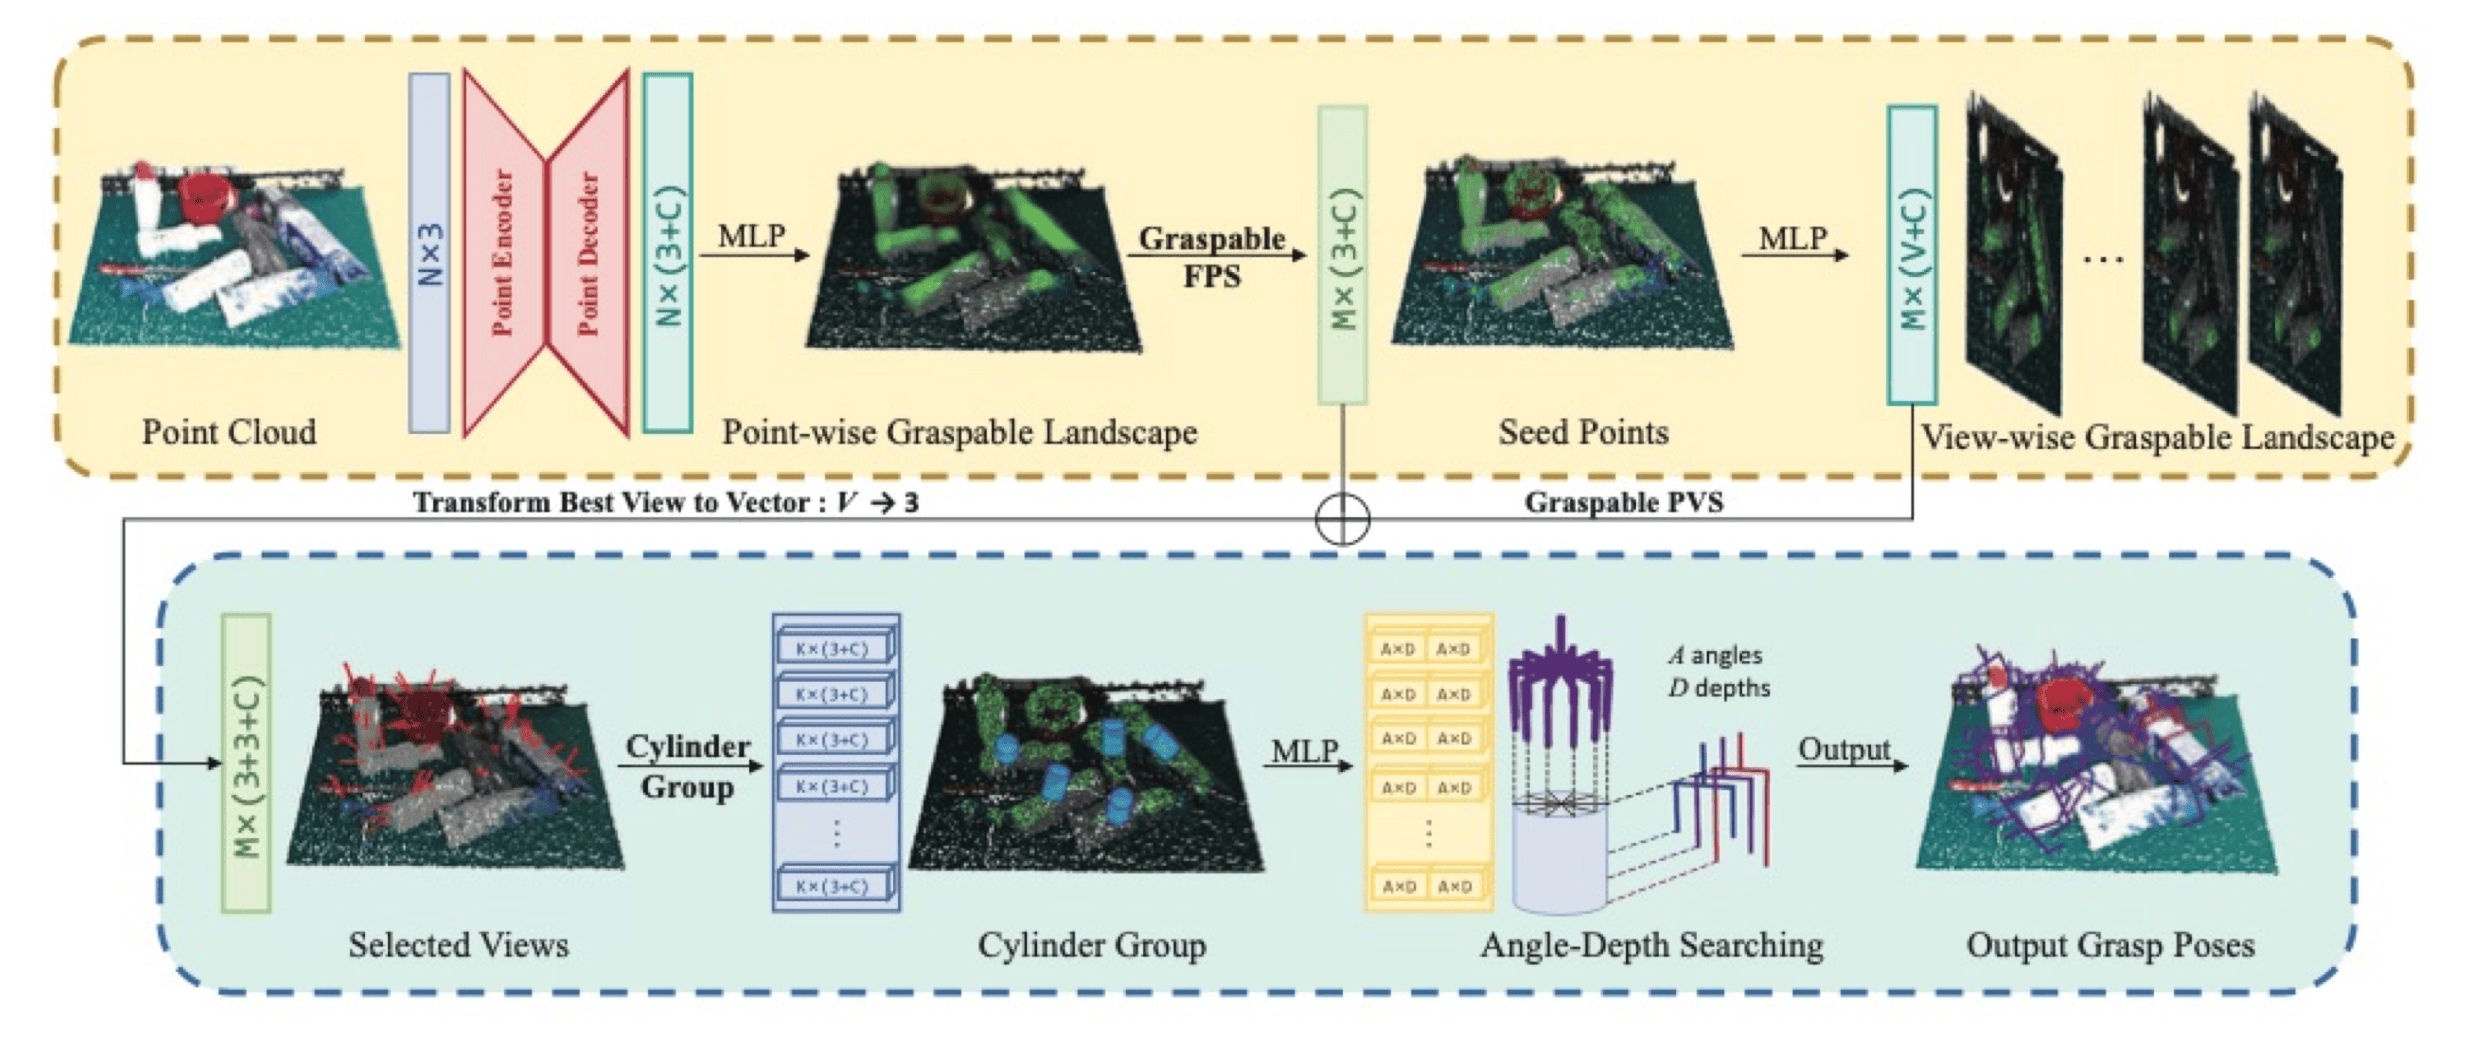 N×3
Point Encoder
Point Decoder
N×(3+C)
MLP
Graspable
FPS
M×(3+C)
MLP
M×(V+C)
...
Point Cloud
Point-wise Graspable Landscape
Seed Points
View-wise Graspable Landscape
Transform Best View to Vector : V → 3
Graspable PVS
M×(3+3+C)
Cylinder
Group
K×(3+C)
K×(3+C)
K×(3+C)
K×(3+C)
⋮
K×(3+C)
MLP
A×D A×D
A×D A×D
A×D A×D
A×D A×D
⋮
A×D A×D
A angles
D depths
Output
Selected Views
Cylinder Group
Angle-Depth Searching
Output Grasp Poses